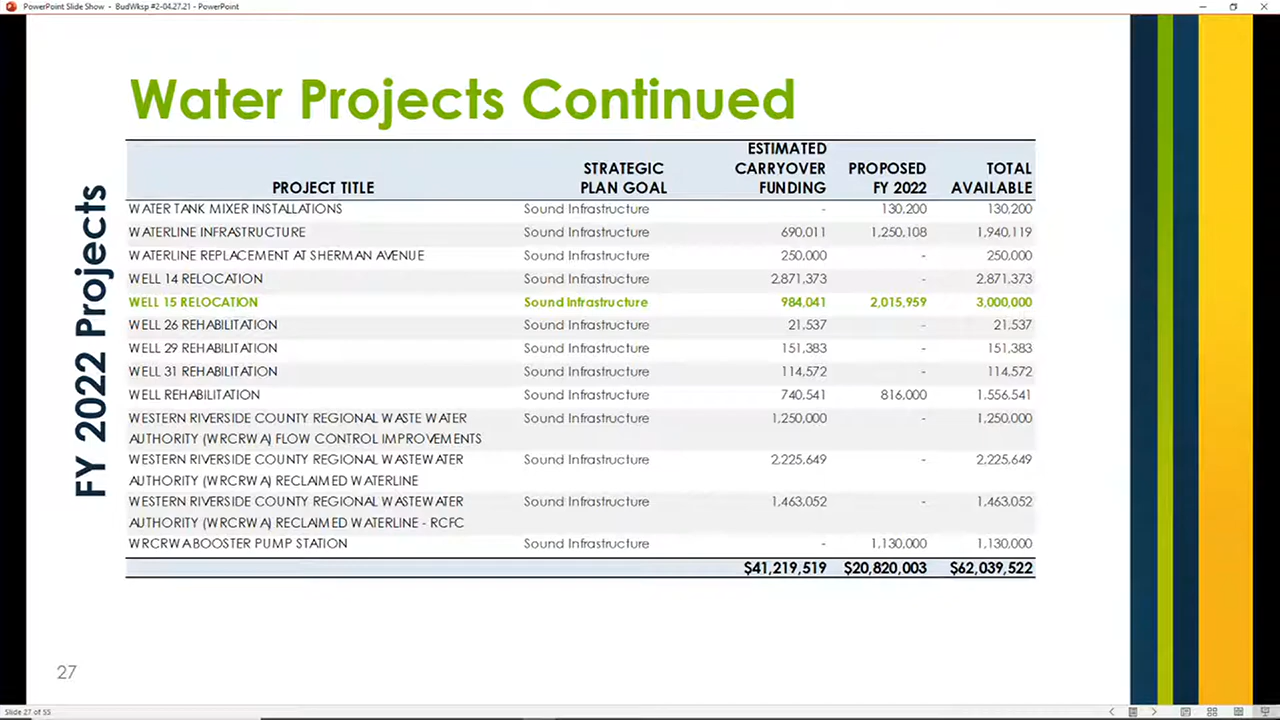 PowerPoint Slide Show - BudWksp #2-04.27.21 - PowerPoint
Water Projects Continued
FY 2022 Projects
ESTIMATED
STRATEGIC CARRYOVER PROPOSED TOTAL
PROJECT TITLE PLAN GOAL FUNDING FY 2022 AVAILABLE
WATER TANK MIXER INSTALLATIONS Sound Infrastructure - 130,200 130,200
WATERLINE INFRASTRUCTURE Sound Infrastructure 690,011 1,250,108 1,940,119
WATERLINE REPLACEMENT AT SHERMAN AVENUE Sound Infrastructure 250,000 - 250,000
WELL 14 RELOCATION Sound Infrastructure 2,871,373 - 2,871,373
WELL 15 RELOCATION Sound Infrastructure 984,041 2,015,959 3,000,000
WELL 26 REHABILITATION Sound Infrastructure 21,537 - 21,537
WELL 29 REHABILITATION Sound Infrastructure 151,383 - 151,383
WELL 31 REHABILITATION Sound Infrastructure 114,572 - 114,572
WELL REHABILITATION Sound Infrastructure 740,541 816,000 1,556,541
WESTERN RIVERSIDE COUNTY REGIONAL WASTE WATER Sound Infrastructure 1,250,000 - 1,250,000
AUTHORITY (WRCRWA) FLOW CONTROL IMPROVEMENTS
WESTERN RIVERSIDE COUNTY REGIONAL WASTEWATER Sound Infrastructure 2,225,649 - 2,225,649
AUTHORITY (WRCRWA) RECLAIMED WATERLINE
WESTERN RIVERSIDE COUNTY REGIONAL WASTEWATER Sound Infrastructure 1,463,052 - 1,463,052
AUTHORITY (WRCRWA) RECLAIMED WATERLINE - RCFC
WRCRWA BOOSTER PUMP STATION Sound Infrastructure - 1,130,000 1,130,000
$41,219,519 $20,820,003 $62,039,522
27
Slide 27 of 55